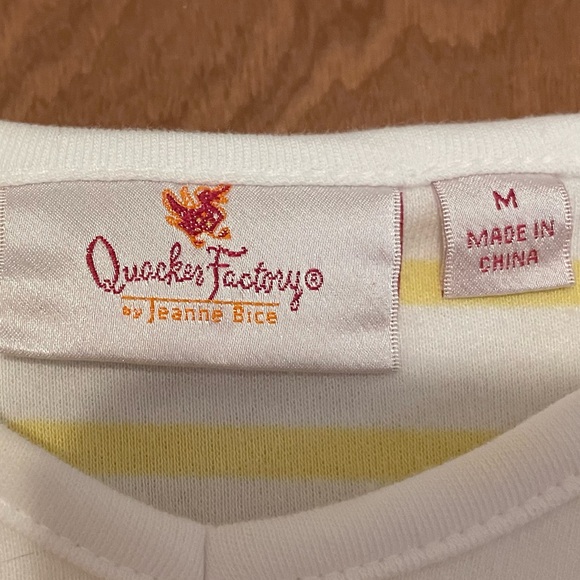 Quacker Factory®
by Jeanne Bice
M
MADE IN
CHINA